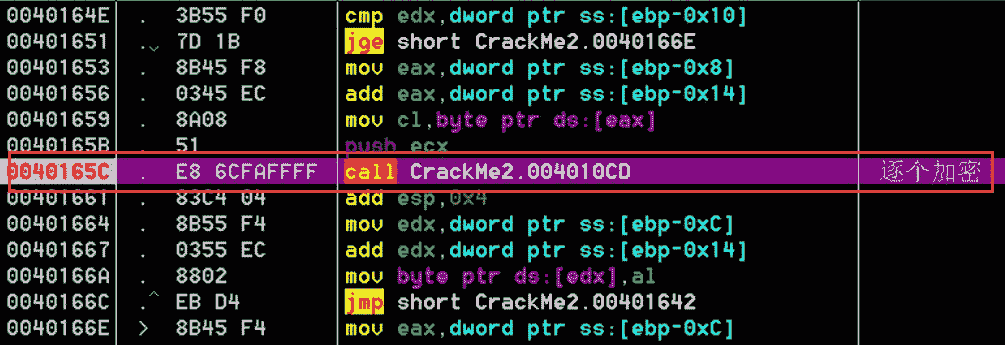 0040164E . 3B55 F0 cmp edx,dword ptr ss:[ebp-0x10]
00401651 .ˬ 7D 1B jge short CrackMe2.0040166E
00401653 . 8B45 F8 mov eax,dword ptr ss:[ebp-0x8]
00401656 . 0345 EC add eax,dword ptr ss:[ebp-0x14]
00401659 . 8A08 mov cl,byte ptr ds:[eax]
0040165B . 51 push ecx
0040165C . E8 6CFAFFFF call CrackMe2.004010CD 逐个加密
00401661 . 83C4 04 add esp,0x4
00401664 . 8B55 F4 mov edx,dword ptr ss:[ebp-0xC]
00401667 . 0355 EC add edx,dword ptr ss:[ebp-0x14]
0040166A . 8802 mov byte ptr ds:[edx],al
0040166C .^ EB D4 jmp short CrackMe2.00401642
0040166E > 8B45 F4 mov eax,dword ptr ss:[ebp-0xC]